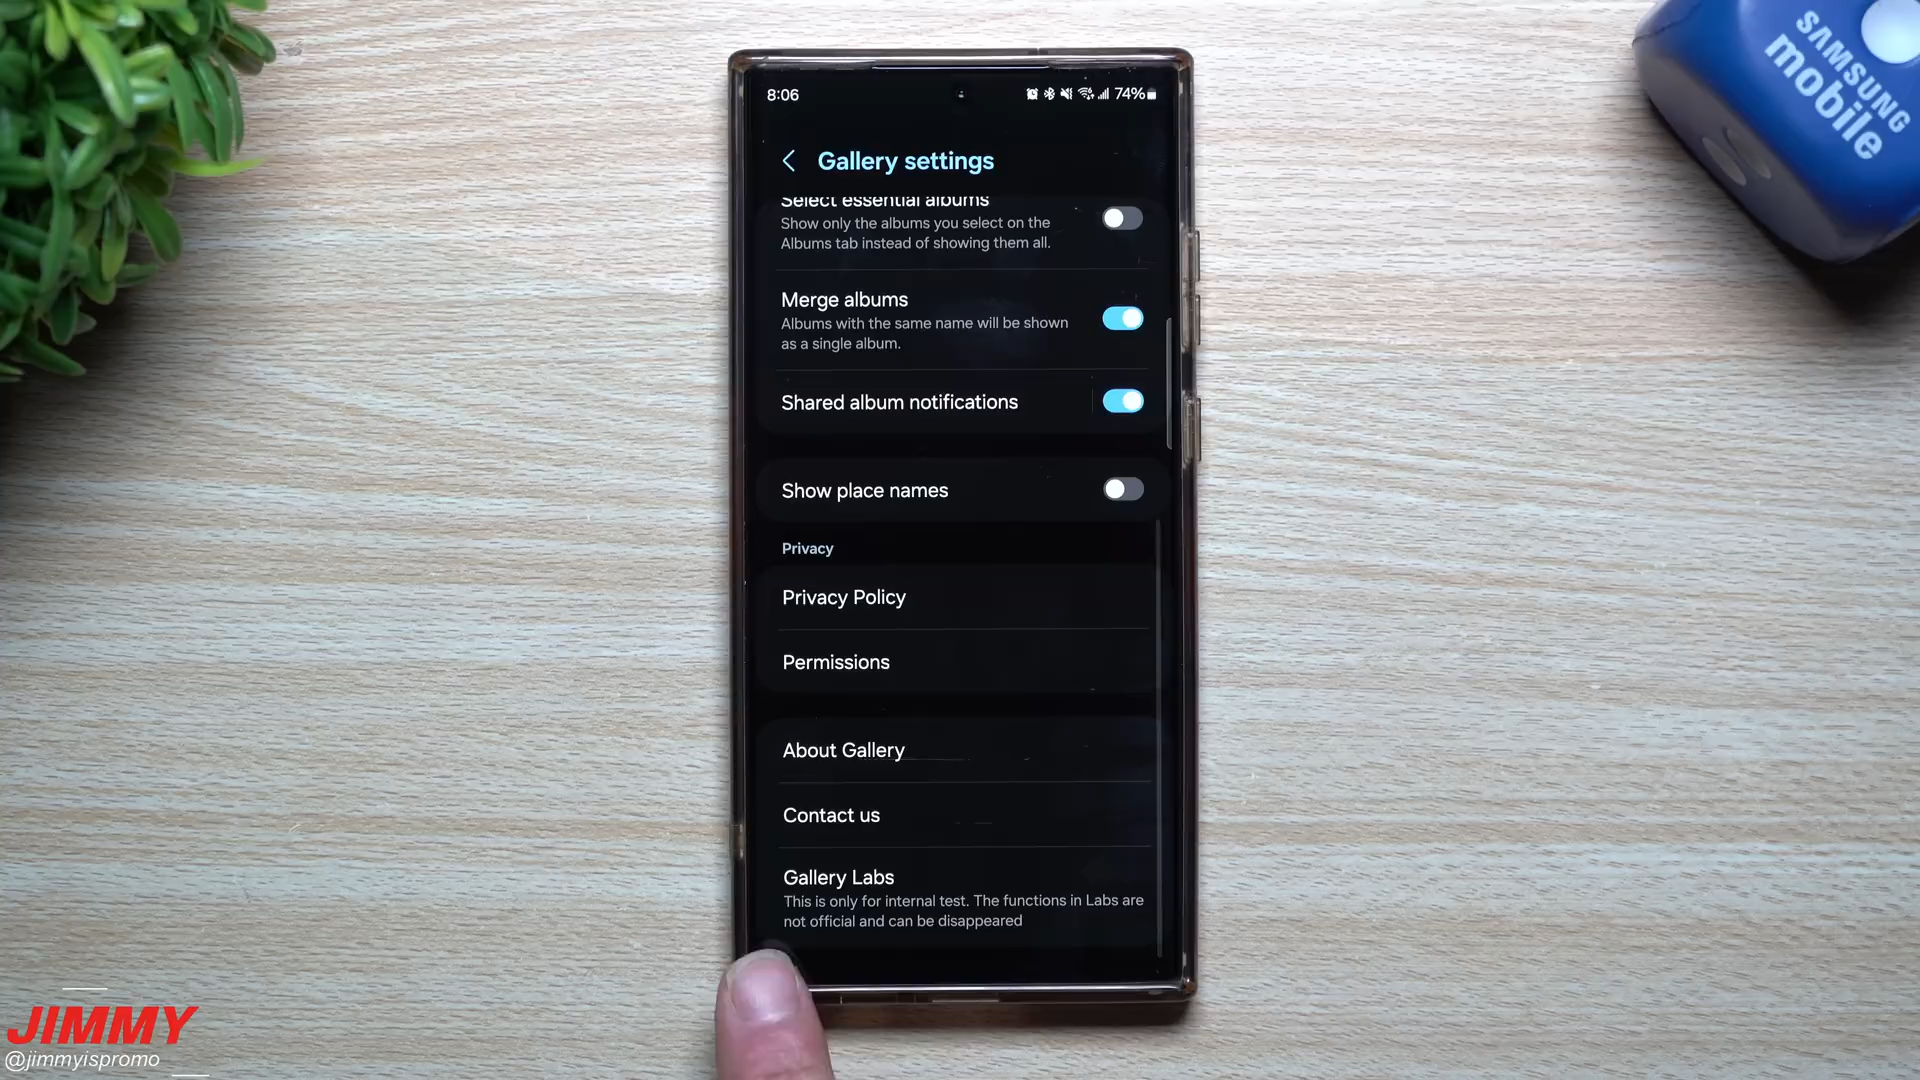 SAMSUNG
mobile
8:06
74%
Gallery settings
Select essential albums
Show only the albums you select on the
Albums tab instead of showing them all.
Merge albums
Albums with the same name will be shown
as a single album.
Shared album notifications
Show place names
Privacy
Privacy Policy
Permissions
About Gallery
Contact us
Gallery Labs
This is only for internal test. The functions in Labs are
not official and can be disappeared
JIMMY
@jimmyispromo